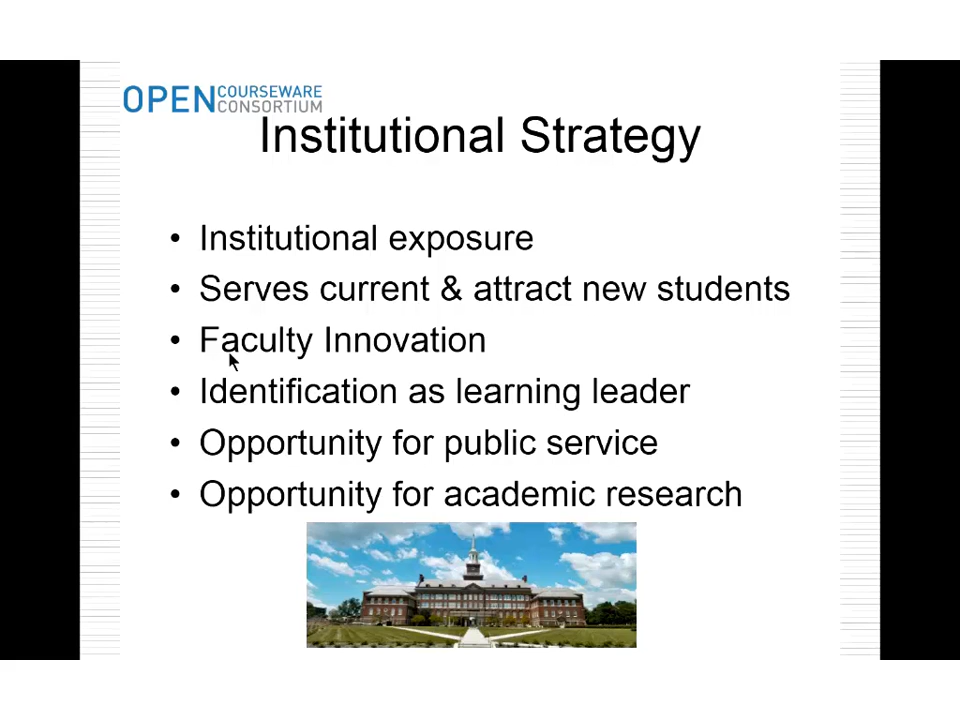 OPEN COURSEWARE CONSORTIUM
Institutional Strategy
• Institutional exposure
• Serves current & attract new students
• Faculty Innovation
• Identification as learning leader
• Opportunity for public service
• Opportunity for academic research